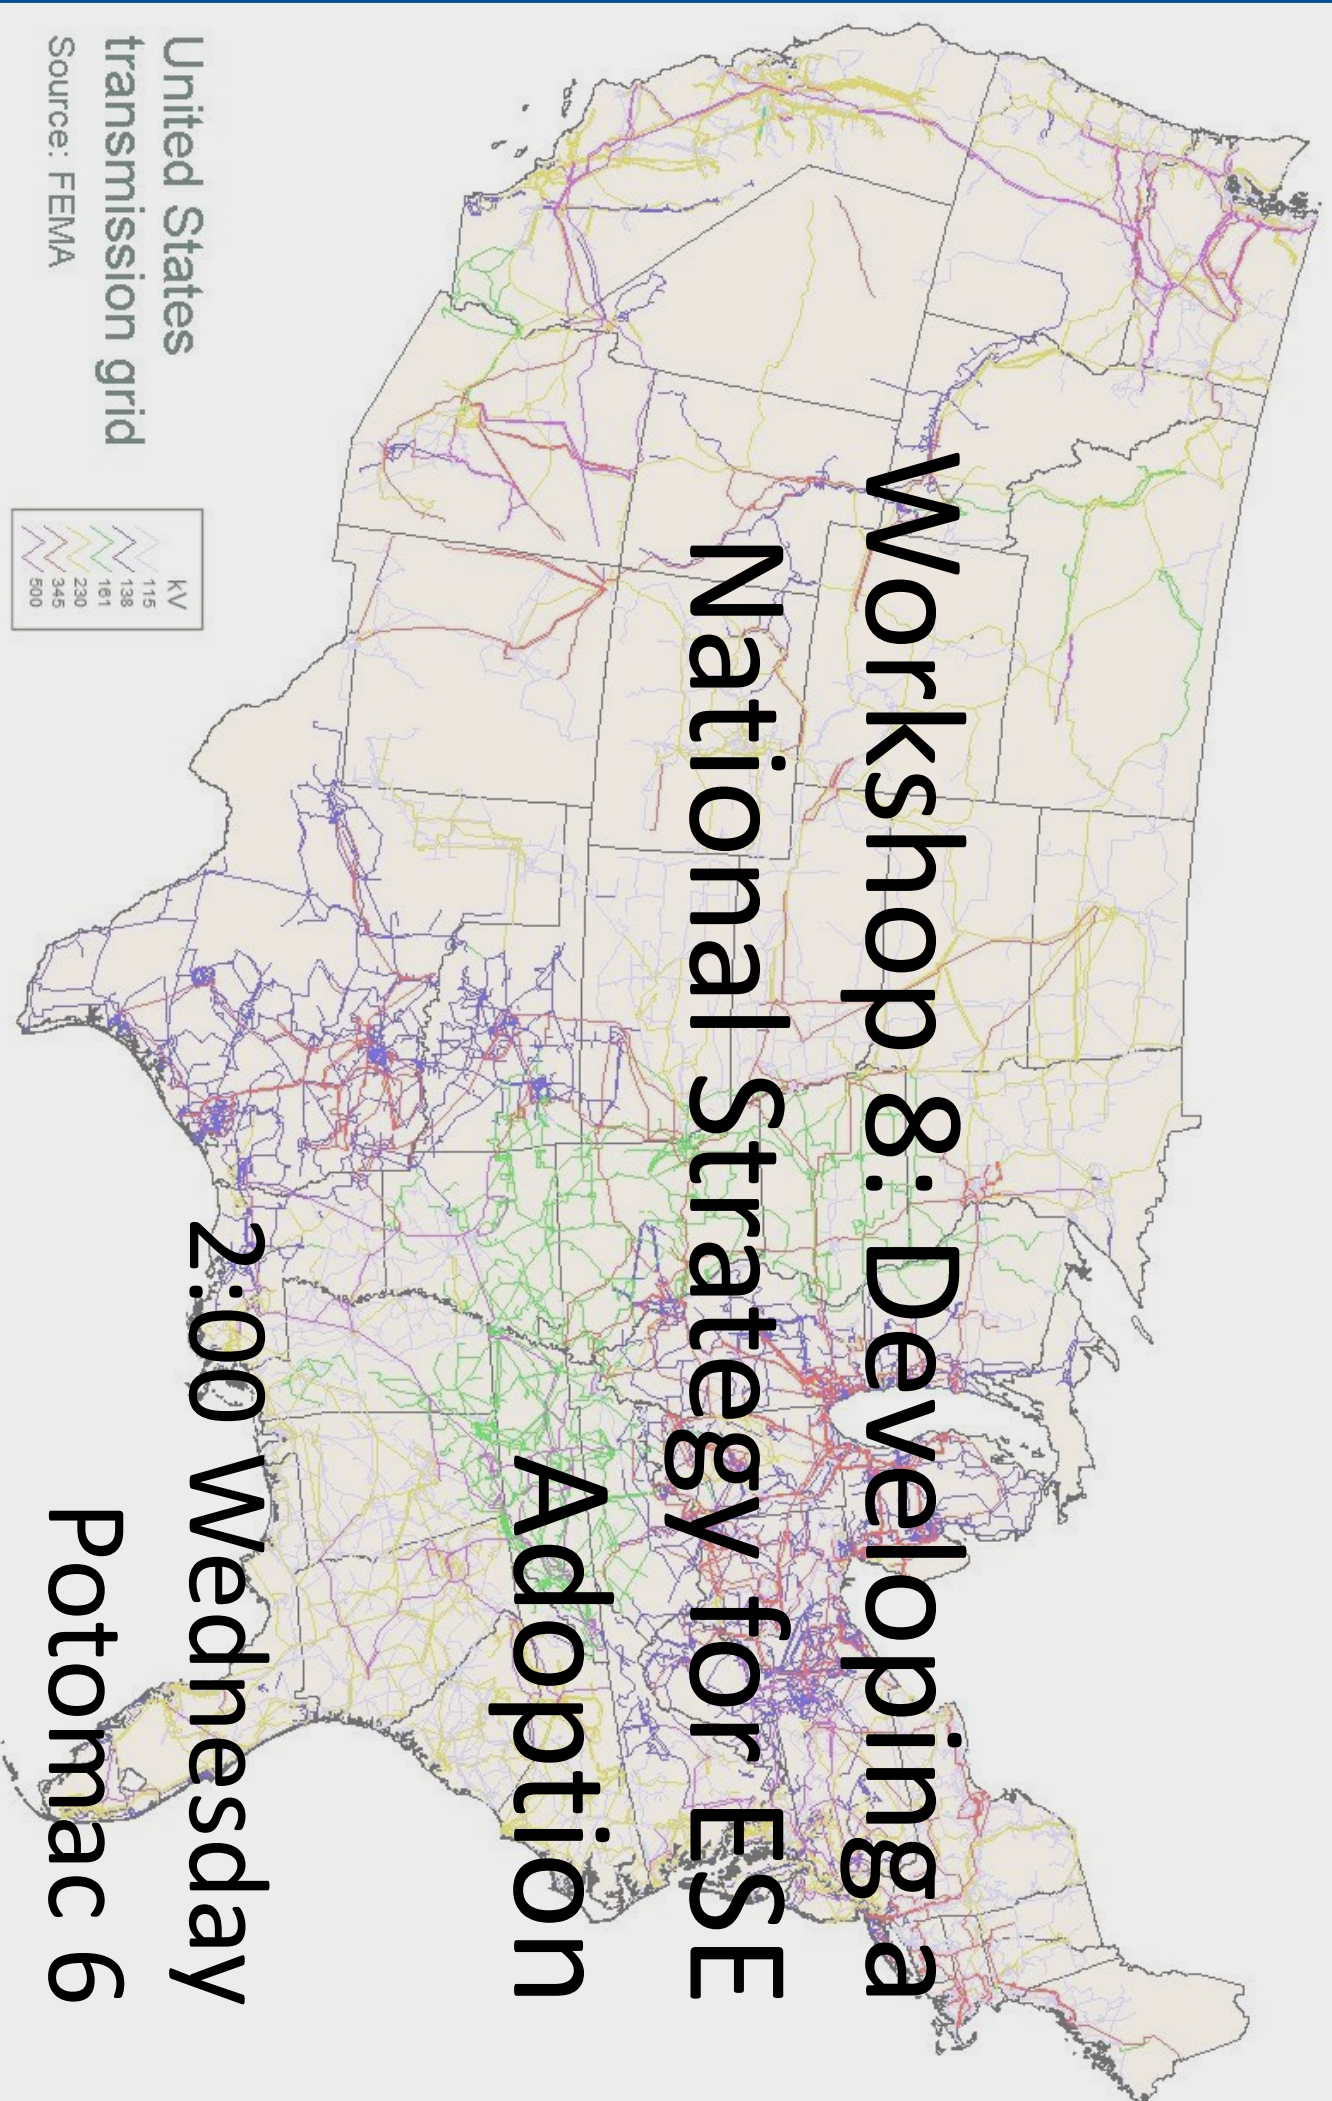 Workshop 8: Developing a
National Strategy for ESE
Adoption
2:00 Wednesday
Potomac 6
United States
transmission grid
Source: FEMA
kV
115
138
161
230
345
500